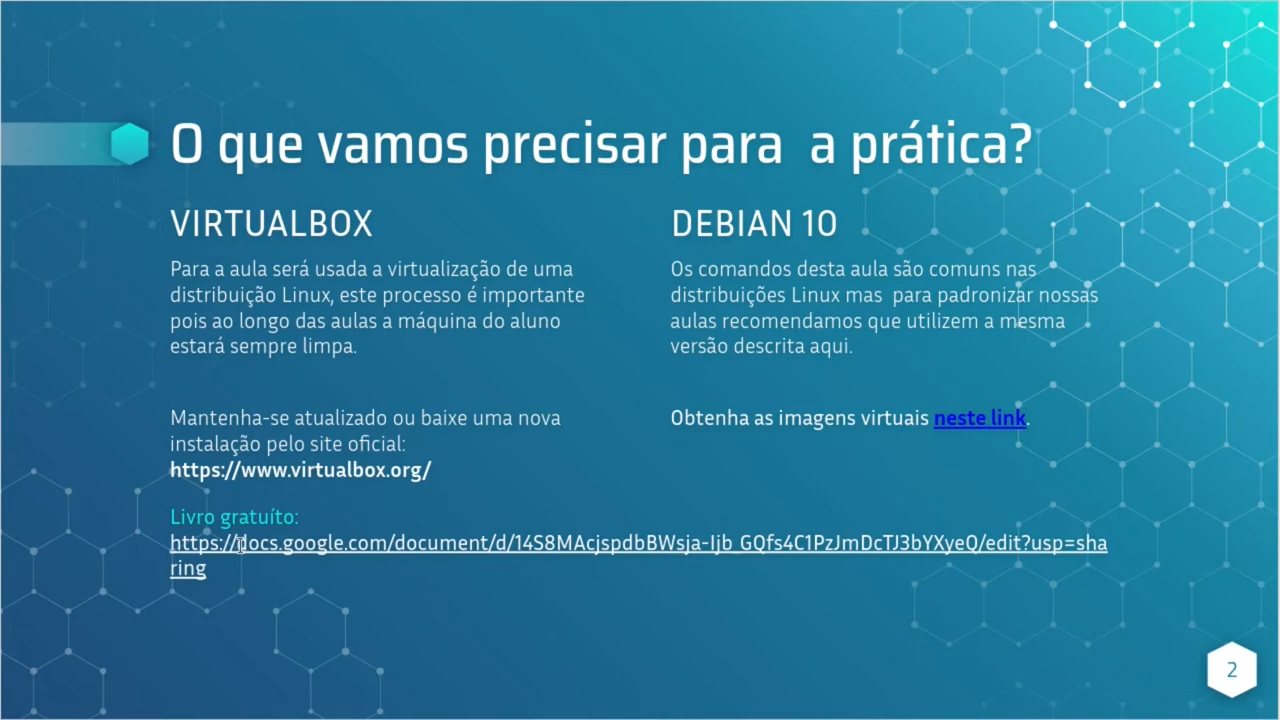 O que vamos precisar para  a prática?
VIRTUALBOX
Para a aula será usada a virtualização de uma
distribuição Linux, este processo é importante
pois ao longo das aulas a máquina do aluno
estará sempre limpa.
Mantenha-se atualizado ou baixe uma nova
instalação pelo site oficial:
https://www.virtualbox.org/
DEBIAN 10
Os comandos desta aula são comuns nas
distribuições Linux mas  para padronizar nossas
aulas recomendamos que utilizem a mesma
versão descrita aqui.
Obtenha as imagens virtuais neste link.
Livro gratuíto:
https://docs.google.com/document/d/14S8MAcjspdbBWsja-Ijb_GQfs4C1PzJmDcTJ3bYXyeQ/edit?usp=sha
ring
2